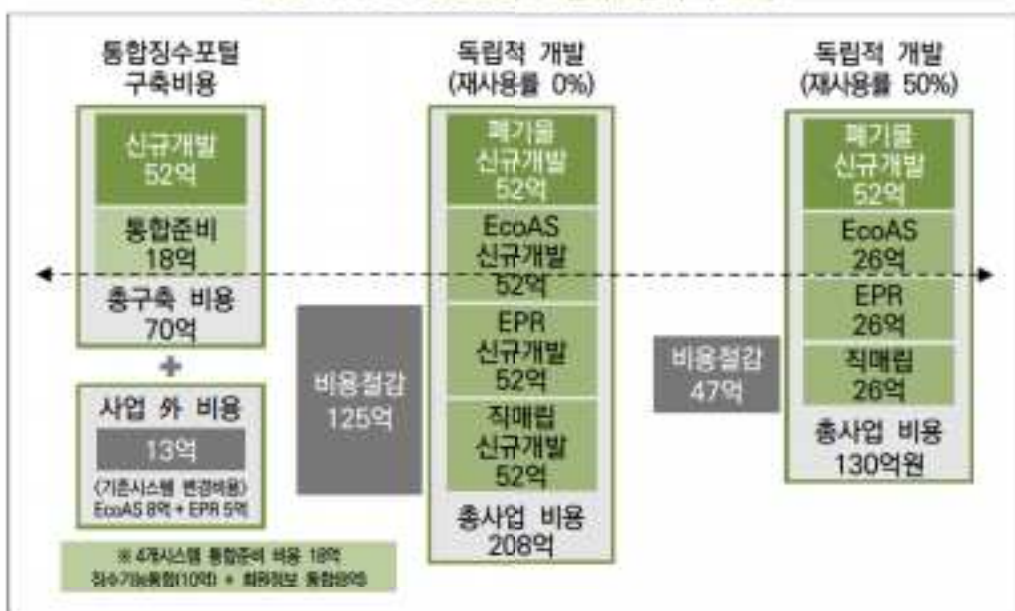 통합징수포탈
구축비용
신규개발
52억
통합준비
18억
총구축 비용
70억
+
사업 外 비용
13억
(기존시스템 변경비용)
EcoAS 8억 + EPR 5억
※ 4개시스템 통합준비 비용 18억
징수기능통합(10억) + 회원정보 통합(8억)
비용절감
125억
독립적 개발
(재사용률 0%)
폐기물
신규개발
52억
EcoAS
신규개발
52억
EPR
신규개발
52억
직매립
신규개발
52억
총사업 비용
208억
비용절감
47억
독립적 개발
(재사용률 50%)
폐기물
신규개발
52억
EcoAS
26억
EPR
26억
직매립
26억
총사업 비용
130억원